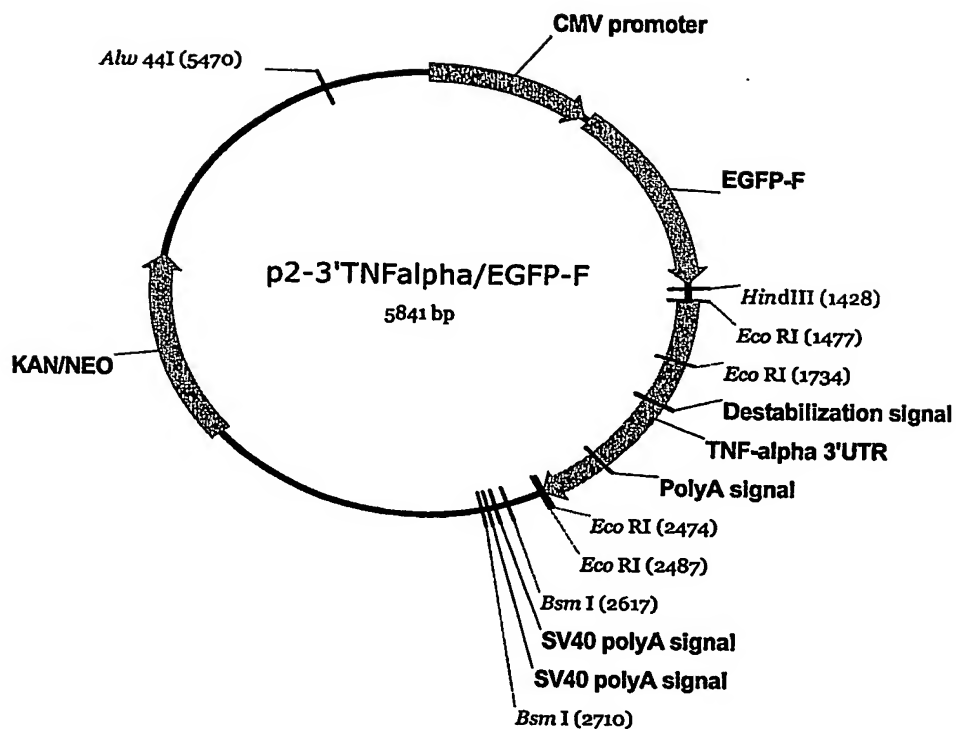 CMV promoter
Alw 44I (5470)
EGFP-F
p2-3'TNFalpha/EGFP-F
5841 bp
HindIII (1428)
Eco RI (1477)
KAN/NEO
Eco RI (1734)
Destabilization signal
TNF-alpha 3'UTR
PolyA signal
Eco RI (2474)
Eco RI (2487)
Bsm I (2617)
SV40 polyA signal
SV40 polyA signal
Bsm I (2710)